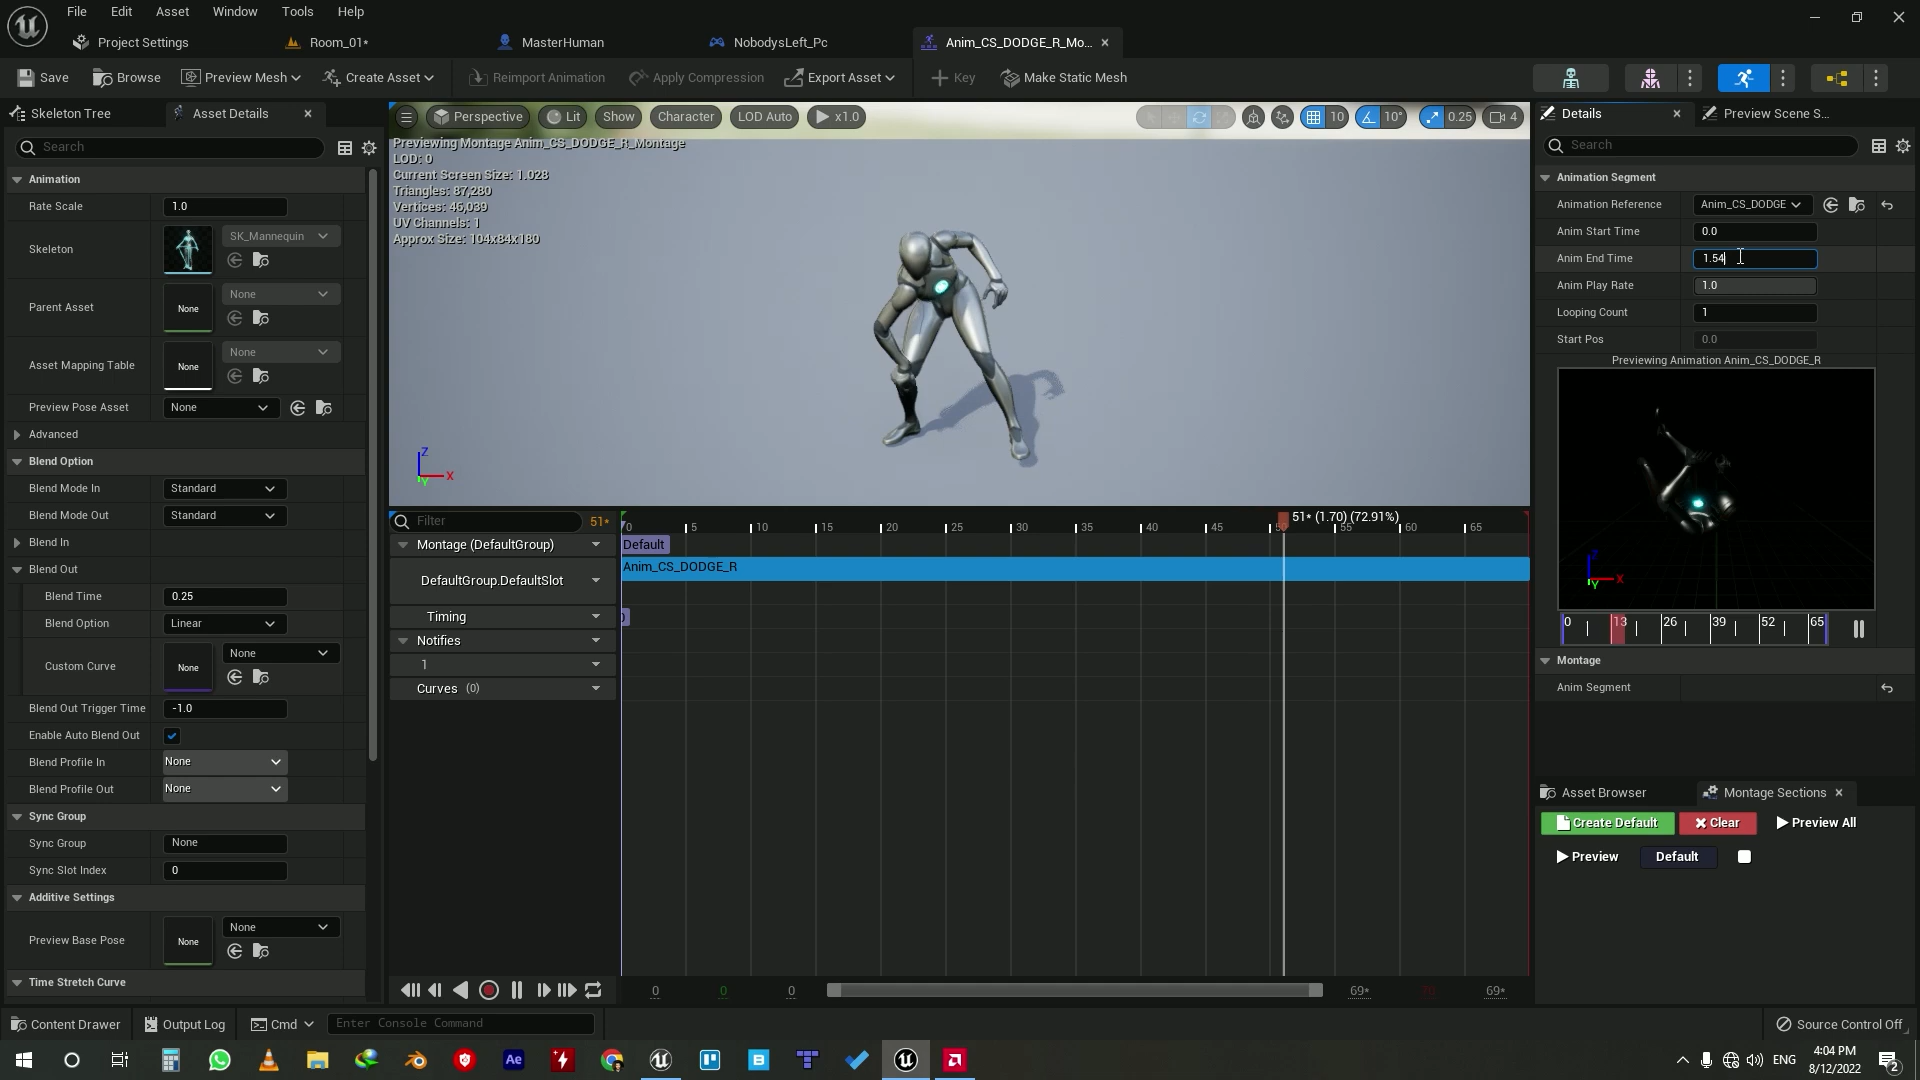 File Edit Asset Window Tools Help
Project Settings Room_01* MasterHuman NobodysLeft_Pc Anim_CS_DODGE_R_Mo...
Save Browse Preview Mesh Create Asset Reimport Animation Apply Compression Export Asset Key Make Static Mesh
Skeleton Tree Asset Details
Search
Animation
Rate Scale 1.0
Skeleton SK_Mannequin
Parent Asset None None
Asset Mapping Table None None
Preview Pose Asset None
Advanced
Blend Option
Blend Mode In Standard
Blend Mode Out Standard
Blend In
Blend Out
Blend Time 0.25
Blend Option Linear
Custom Curve None None
Blend Out Trigger Time -1.0
Enable Auto Blend Out
Blend Profile In None
Blend Profile Out None
Sync Group
Sync Group None
Sync Slot Index 0
Additive Settings
Preview Base Pose None None
Time Stretch Curve
Perspective Lit Show Character LOD Auto x1.0 10 10° 0.25 4
Previewing Montage Anim_CS_DODGE_R_Montage
LOD: 0
Current Screen Size: 1.028
Triangles: 87,280
Vertices: 46,039
UV Channels: 1
Approx Size: 104x84x180
Z
X
Y
Filter 51*
0 5 10 15 20 25 30 35 40 45 50 55 60 65
51* (1.70) (72.91%)
Montage (DefaultGroup) Default
Anim_CS_DODGE_R
DefaultGroup.DefaultSlot
Timing
Notifies
1
Curves (0)
0 0 0 69* 69*
Details Preview Scene S...
Search
Animation Segment
Animation Reference Anim_CS_DODGE
Anim Start Time 0.0
Anim End Time 1.54
Anim Play Rate 1.0
Looping Count 1
Start Pos 0.0
Previewing Animation Anim_CS_DODGE_R
Z
X
Y
0 13 26 39 52 65
Montage
Anim Segment
Asset Browser Montage Sections
Create Default Clear Preview All
Preview Default
Content Drawer Output Log Cmd Enter Console Command Source Control Off
Ae ENG 4:04 PM
8/12/2022 2